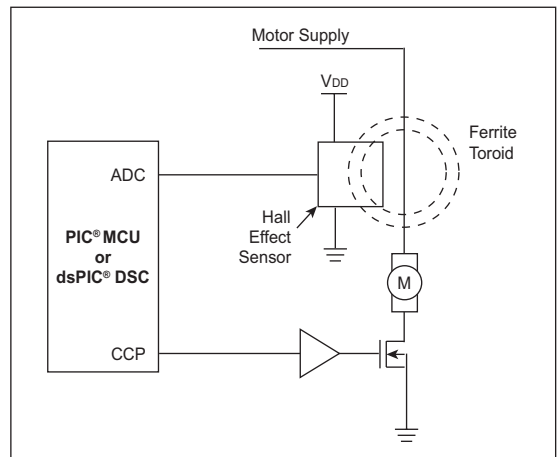 Motor Supply
VDD
Ferrite
Toroid
ADC
Hall
Effect
Sensor
PIC® MCU
or
dsPIC® DSC
M
CCP